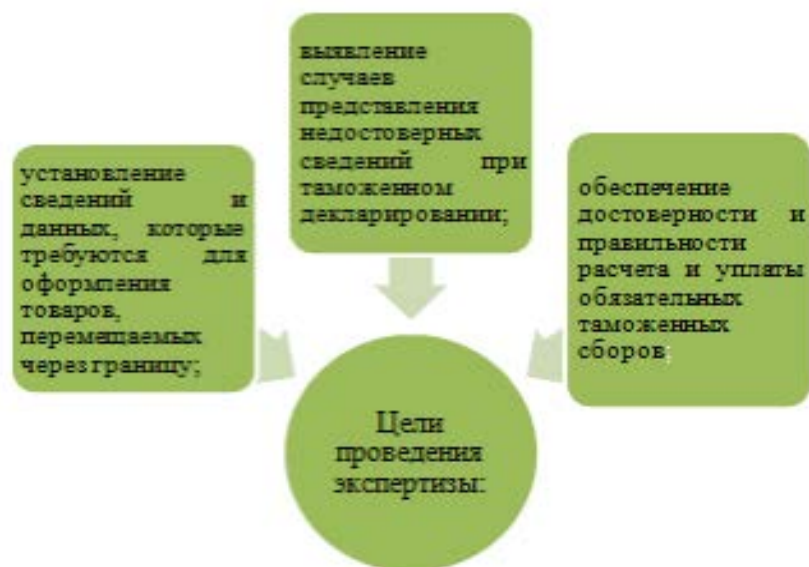 установление
сведений и
данных, которые
требуются для
оформления
товаров,
перемещаемых
через границу;
выявление
случаев
представления
недостоверных
сведений при
таможенном
декларировании;
обеспечение
достоверности и
правильности
расчета и уплаты
обязательных
таможенных
сборов;
Цели
проведения
экспертизы: